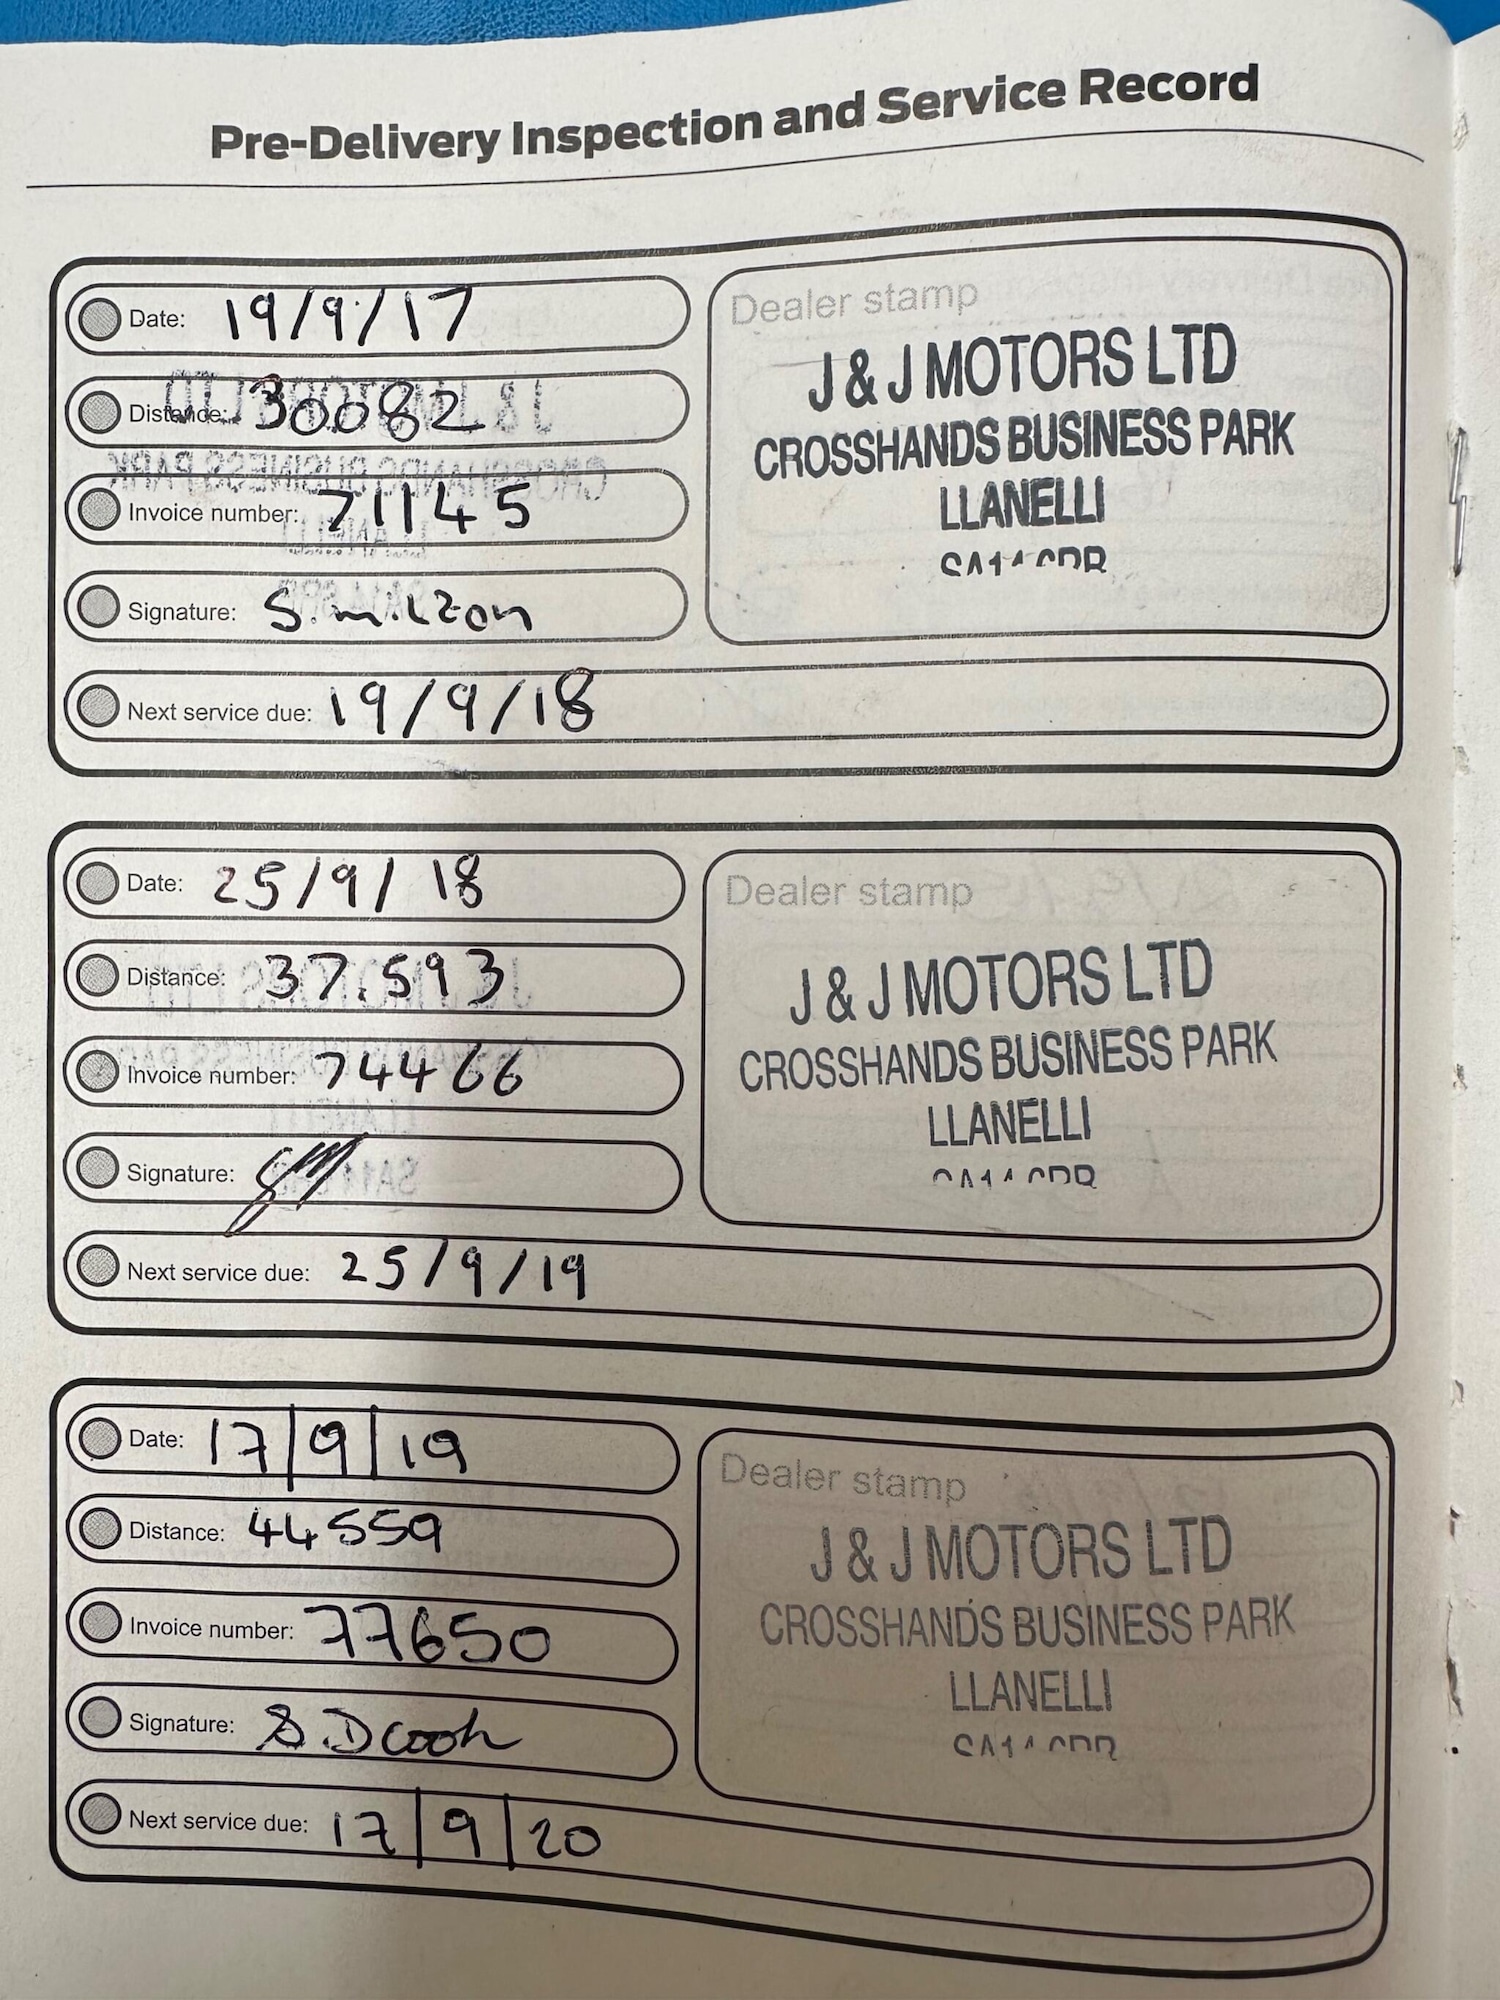 Pre-Delivery Inspection and Service Record
Date: 19/9/17
Distance: 30082
Invoice number: 71145
Signature:
Next service due: 19/9/18
Dealer stamp
J & J MOTORS LTD
CROSSHANDS BUSINESS PARK
LLANELLI
Date: 25/9/18
Distance: 37.593
Invoice number: 74466
Signature:
Next service due: 25/9/19
Dealer stamp
J & J MOTORS LTD
CROSSHANDS BUSINESS PARK
LLANELLI
Date: 17/9/19
Distance: 44559
Invoice number: 77650
Signature: S.D cook
Next service due: 17/9/20
Dealer stamp
J & J MOTORS LTD
CROSSHANDS BUSINESS PARK
LLANELLI